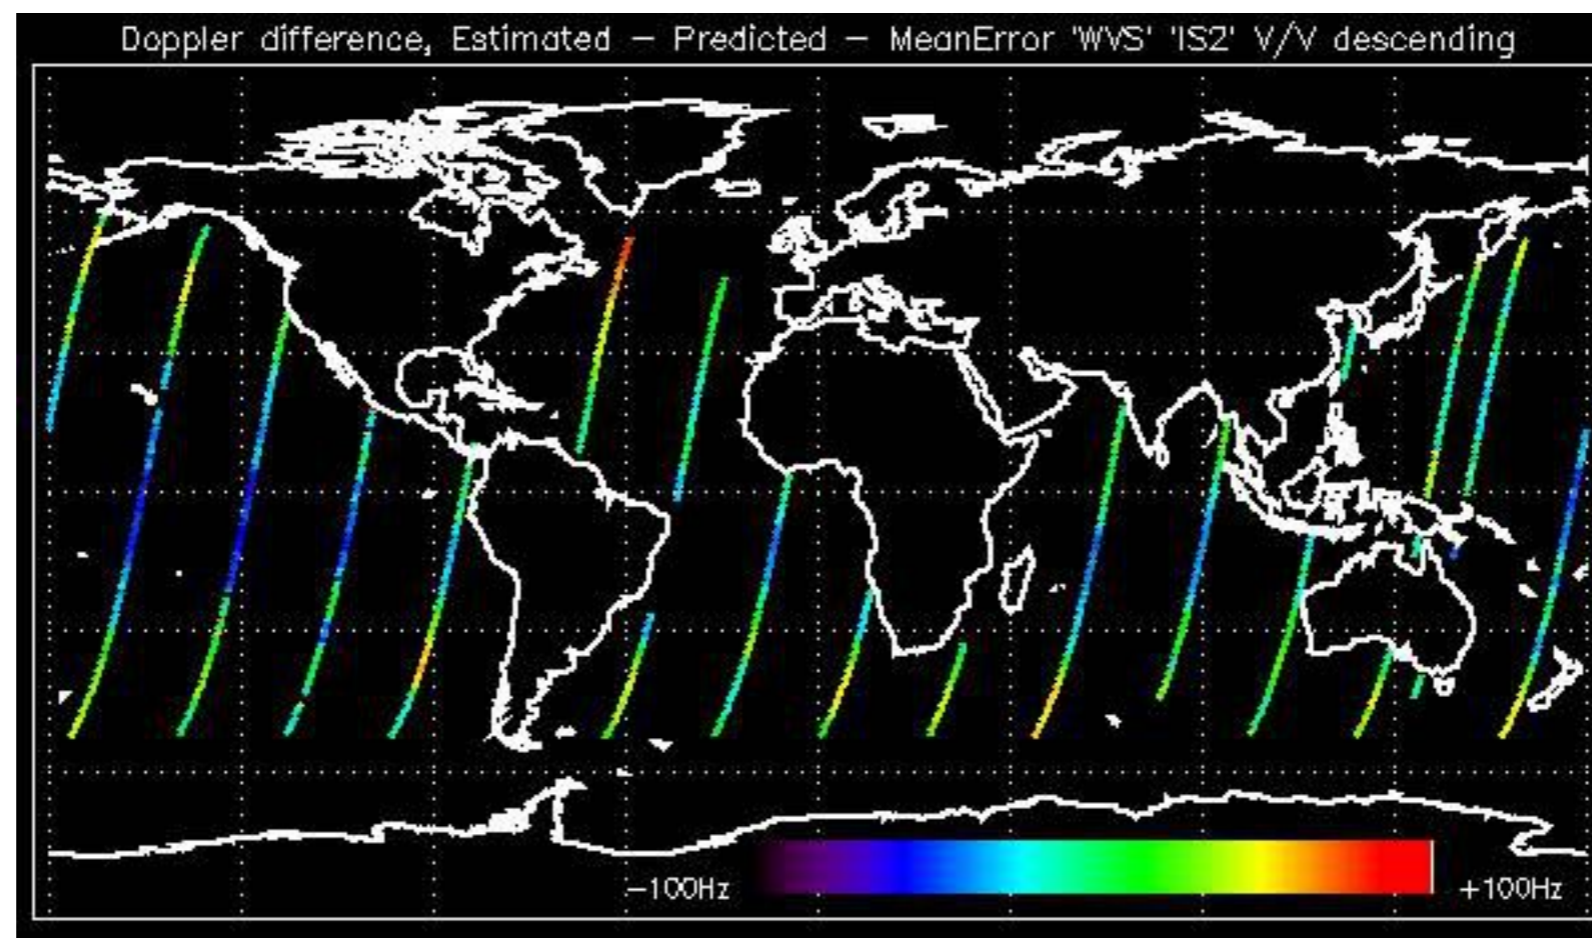 Doppler difference, Estimated – Predicted – MeanError 'WVS' 'IS2' V/V descending
–100Hz
+100Hz